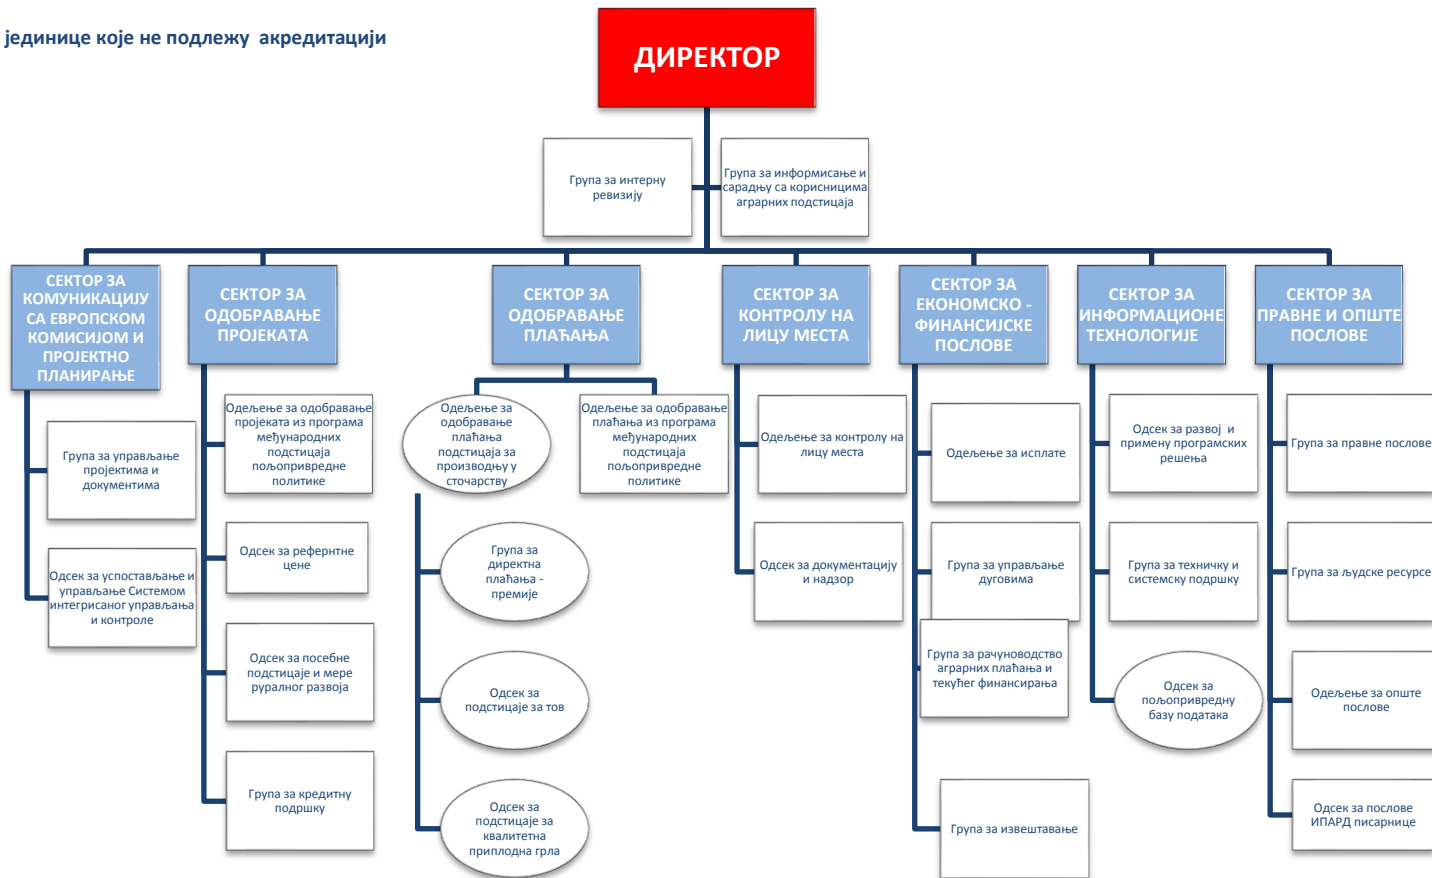 јединице које не подлежу акредитацији
ДИРЕКТОР
Група за интерну
ревизију
Група за информисање и
сарадњу са корисницима
аграрних подстицаја
СЕКТОР ЗА
КОМУНИКАЦИЈУ
СА ЕВРОПСКОМ
КОМИСИЈОМ И
ПРОЈЕКТНО
ПЛАНИРАЊЕ
СЕКТОР ЗА
ОДОБРАВАЊЕ
ПРОЈЕКАТА
СЕКТОР ЗА
ОДОБРАВАЊЕ
ПЛАЋАЊА
СЕКТОР ЗА
КОНТРОЛУ НА
ЛИЦУ МЕСТА
СЕКТОР ЗА
ЕКОНОМСКО -
ФИНАНСИЈСКЕ
ПОСЛОВЕ
СЕКТОР ЗА
ИНФОРМАЦИОНЕ
ТЕХНОЛОГИЈЕ
СЕКТОР ЗА
ПРАВНЕ И ОПШТЕ
ПОСЛОВЕ
Група за управљање
пројектима и
документима
Одсек за успостављање и
управљање Системом
интегрисаног управљања
и контроле
Одељење за одобравање
пројеката из програма
међународних
подстицаја
пољопривредне
политике
Одсек за рефернтне
цене
Одсек за посебне
подстицаје и мере
руралног развоја
Група за кредитну
подршку
Одељење за
одобравање
плаћања
подстицаја за
производњу у
сточарству
Група за
директна
плаћања -
премије
Одсек за
подстицаје за тов
Одсек за
подстицаје за
квалитетна
приплодна грла
Одељење за одобравање
плаћања из програма
међународних
подстицаја
пољопривредне
политике
Одељење за контролу на
лицу места
Одсек за документацију
и надзор
Одељење за исплате
Група за управљање
дуговима
Група за рачуноводство
аграрних плаћања и
текућег финансирања
Група за извештавање
Одсек за развој  и
примену програмских
решења
Група за техничку и
системску подршку
Одсек за
пољопривредну
базу података
Група за правне послове
Група за људске ресурсе
Одељење за опште
послове
Одсек за послове
ИПАРД писарнице